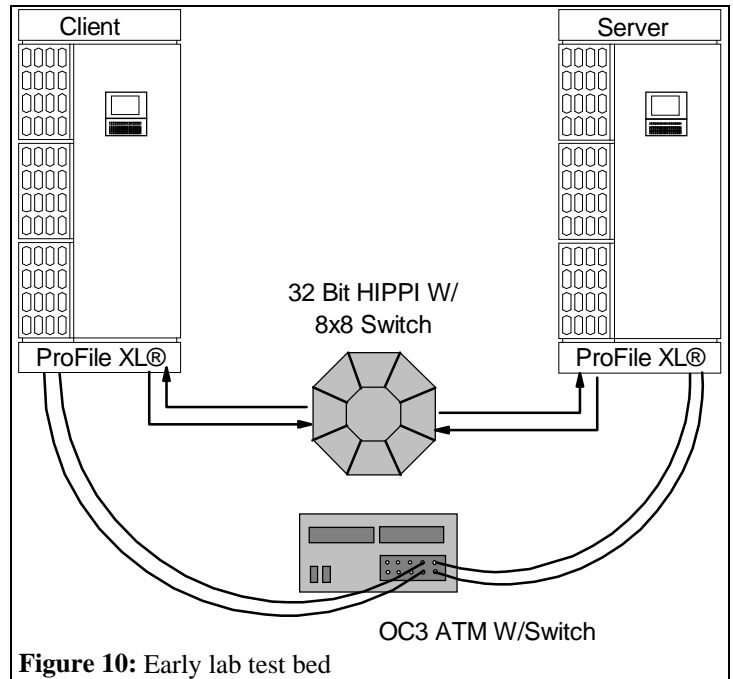 Client
Server
32 Bit HIPPI W/
8x8 Switch
ProFile XL®
ProFile XL®
OC3 ATM W/Switch
Figure 10: Early lab test bed